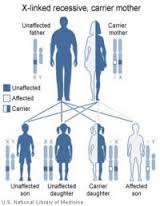 X-linked recessive, carrier mother
Unaffected father
Carrier mother
X Y
X X
Unaffected
Affected
Carrier
X Y
X X
X X
X Y
Unaffected son
Unaffected daughter
Carrier daughter
Affected son
U.S. National Library of Medicine